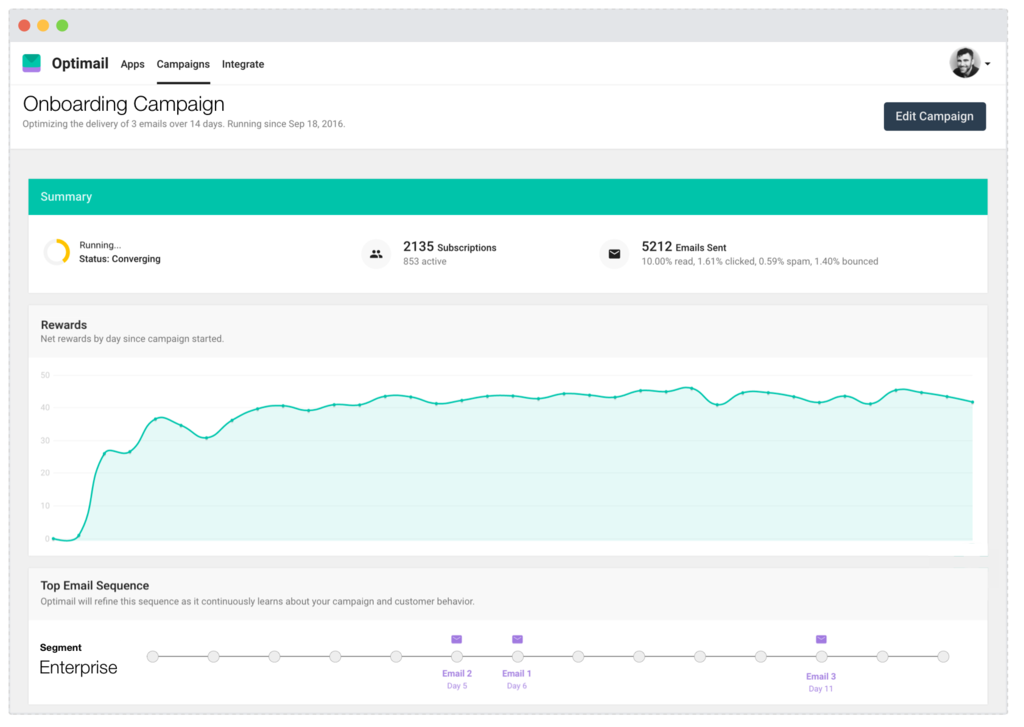 Optimail Apps Campaigns Integrate
Onboarding Campaign
Optimizing the delivery of 3 emails over 14 days. Running since Sep 18, 2016.
Edit Campaign
Summary
Running...
Status: Converging
2135 Subscriptions
853 active
5212 Emails Sent
10.00% read, 1.61% clicked, 0.59% spam, 1.40% bounced
Rewards
Net rewards by day since campaign started.
50
40
30
20
10
0
Top Email Sequence
Optimail will refine this sequence as it continuously learns about your campaign and customer behavior.
Segment
Enterprise
Email 2
Day 5
Email 1
Day 6
Email 3
Day 11